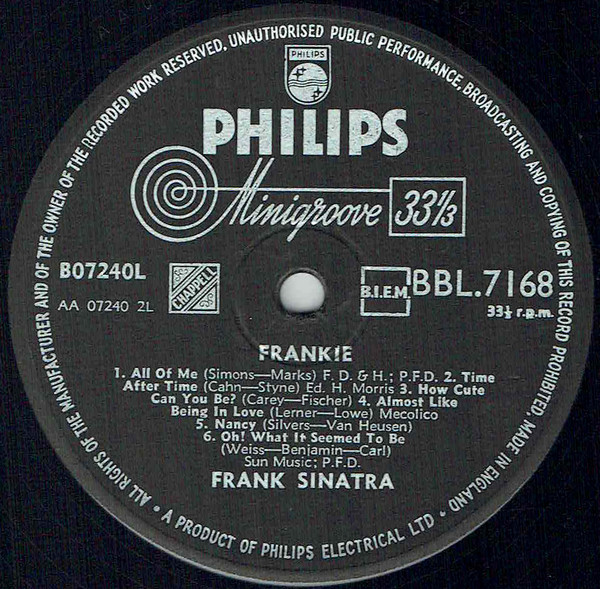 ALL RIGHTS OF THE MANUFACTURER AND OF THE OWNER OF THE RECORDED WORK RESERVED. UNAUTHORISED PUBLIC PERFORMANCE, BROADCASTING AND COPYING OF THIS RECORD PROHIBITED. MADE IN ENGLAND
PHILIPS
PHILIPS
Minigroove 33⅓
B07240L
CHAPPELL
B.I.E.M
BBL.7168
AA 07240 2L
33⅓ r.p.m.
FRANKIE
1. All Of Me (Simons—Marks) F. D. & H.; P.F.D. 2. Time
After Time (Cahn—Styne) Ed. H. Morris 3. How Cute
Can You Be? (Carey—Fischer) 4. Almost Like
Being In Love (Lerner—Lowe) Mecolico
5. Nancy (Silvers—Van Heusen)
6. Oh! What It Seemed To Be
(Weiss—Benjamin—Carl)
Sun Music; P.F.D.
FRANK SINATRA
• A PRODUCT OF PHILIPS ELECTRICAL LTD •